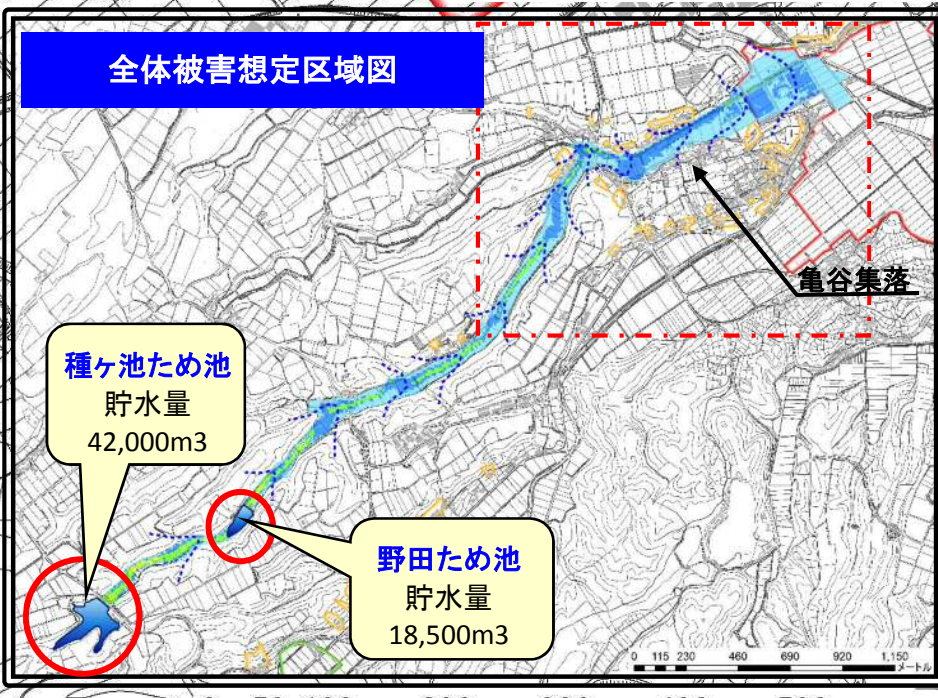 全体被害想定区域図
亀谷集落
種ヶ池ため池
貯水量
42,000m3
野田ため池
貯水量
18,500m3
0 115 230 460 690 920 1,150
メートル